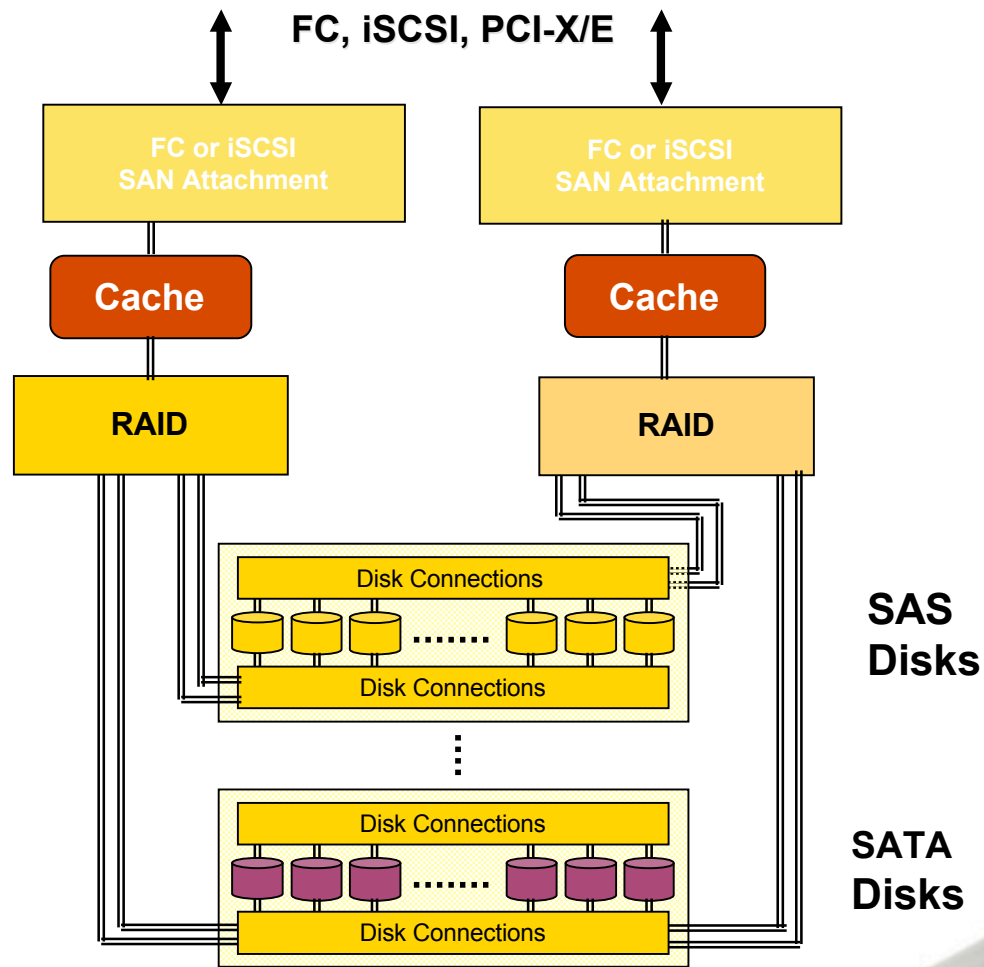 FC, iSCSI, PCI-X/E
FC or iSCSI
SAN Attachment
FC or iSCSI
SAN Attachment
Cache
Cache
RAID
RAID
Disk Connections
Disk Connections
SAS
Disks
Disk Connections
Disk Connections
SATA
Disks